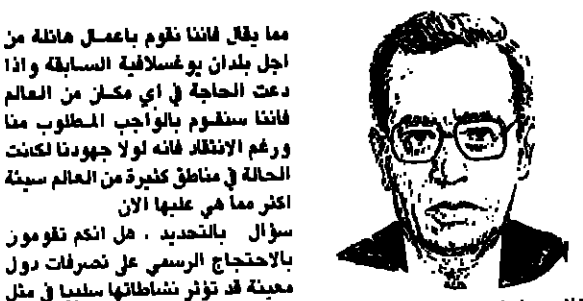 مما يقال فاننا نقوم باعمال هائلة من
اجل بلدان يوغسلافية السابقة واذا
دعت الحاجة في اي مكان من العالم
فاننا سنقوم بالواجب المطلوب منا
ورغم الانتقاد فانه لولا جهودنا لكانت
الحالة في مناطق كثيرة من العالم سيئة
اكثر مما هي عليها الان
سؤال بالتحديد ، هل انكم تقومون
بالاحتجاج الرسمي على تصرفات دول
معينة قد تؤثر نشاطاتها سلبيا في مثل